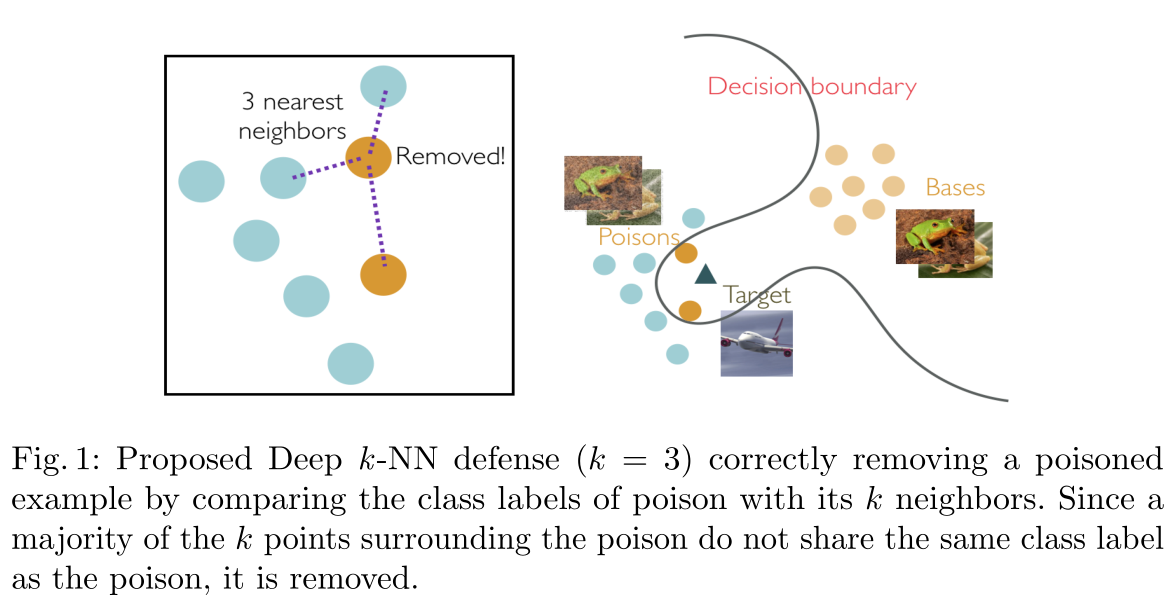 3 nearest
neighbors
Removed!
Decision boundary
Bases
Poisons
Target
Fig. 1: Proposed Deep k-NN defense (k = 3) correctly removing a poisoned
example by comparing the class labels of poison with its k neighbors. Since a
majority of the k points surrounding the poison do not share the same class label
as the poison, it is removed.